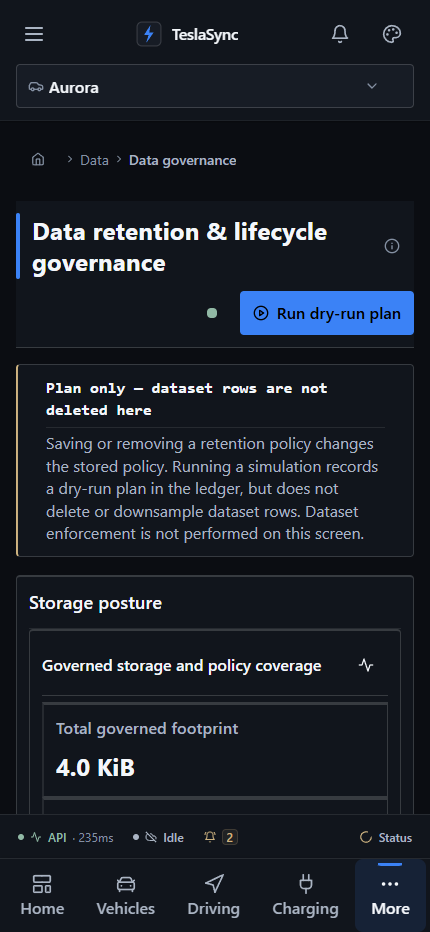 TeslaSync
Aurora
Data
Data governance
Data retention & lifecycle
governance
Run dry-run plan
Plan only — dataset rows are not
deleted here
Saving or removing a retention policy changes
the stored policy. Running a simulation records
a dry-run plan in the ledger, but does not
delete or downsample dataset rows. Dataset
enforcement is not performed on this screen.
Storage posture
Governed storage and policy coverage
Total governed footprint
4.0 KiB
API · 235ms
Idle
2
Status
Home
Vehicles
Driving
Charging
More